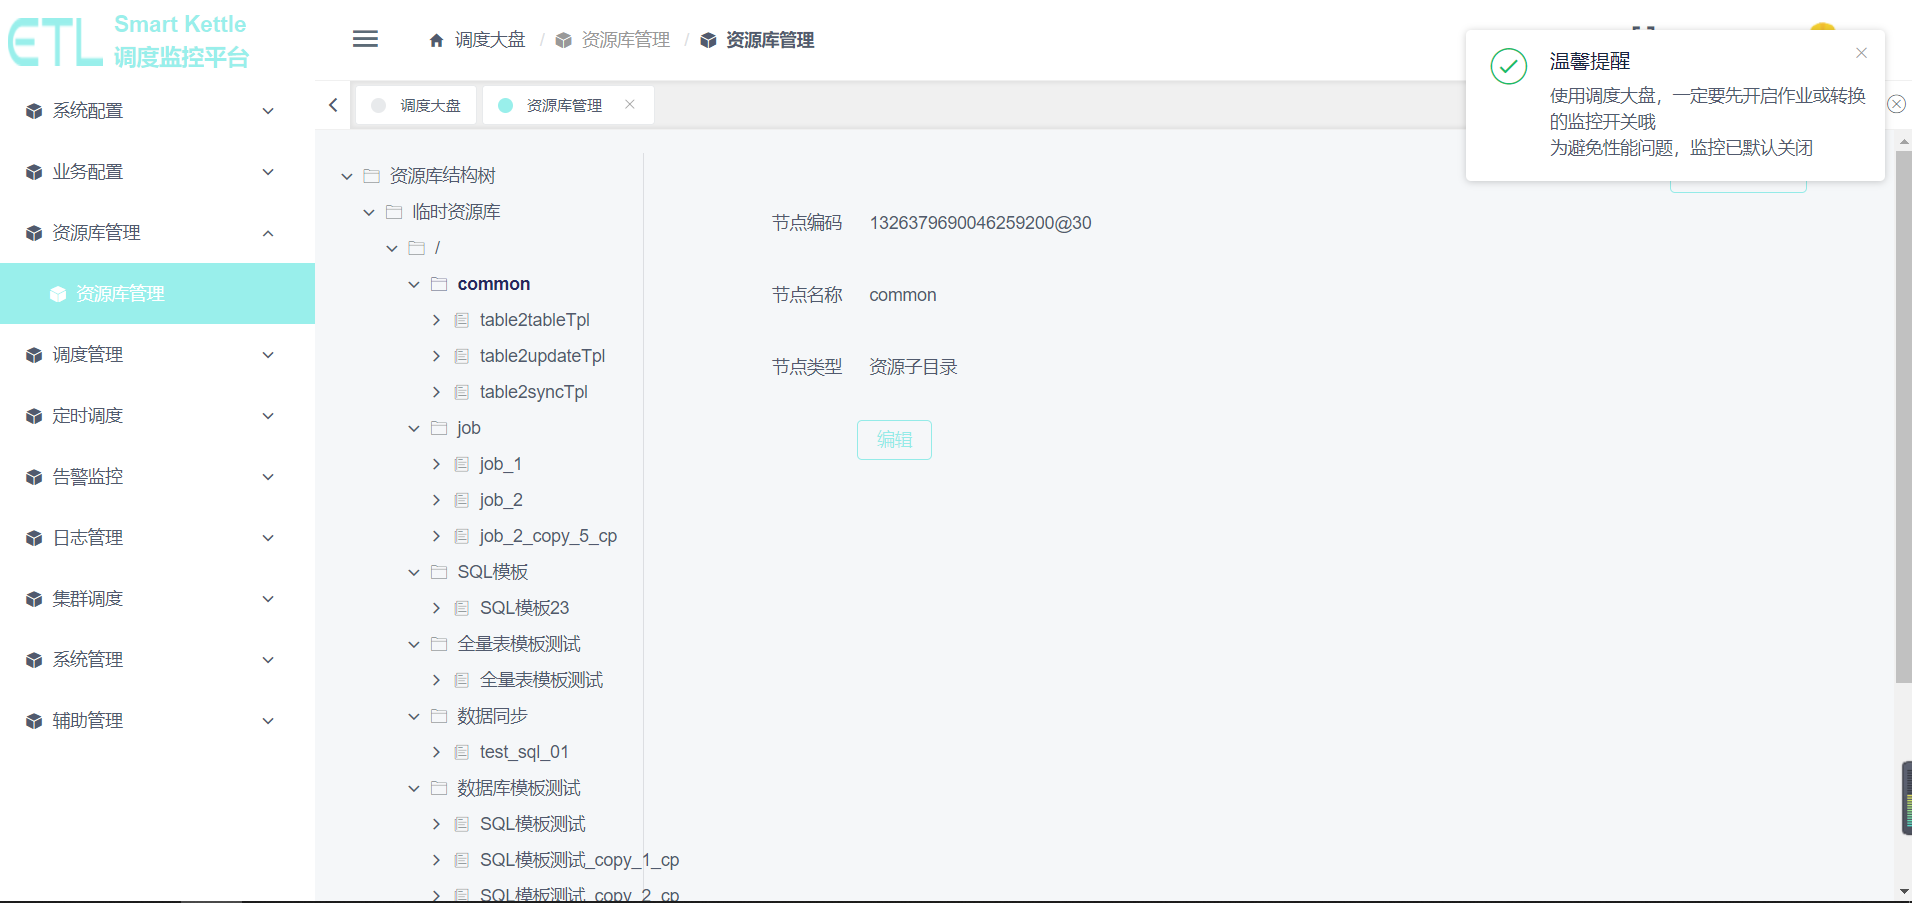 ETL
Smart Kettle
调度监控平台
调度大盘 / 资源库管理 / 资源库管理
调度大盘
资源库管理
温馨提醒
使用调度大盘，一定要先开启作业或转换
的监控开关哦
为避免性能问题，监控已默认关闭
系统配置
业务配置
资源库管理
资源库管理
调度管理
定时调度
告警监控
日志管理
集群调度
系统管理
辅助管理
资源库结构树
临时资源库
/
common
table2tableTpl
table2updateTpl
table2syncTpl
job
job_1
job_2
job_2_copy_5_cp
SQL模板
SQL模板23
全量表模板测试
全量表模板测试
数据同步
test_sql_01
数据库模板测试
SQL模板测试
SQL模板测试_copy_1_cp
SQL模板测试_copy_2_cp
节点编码 1326379690046259200@30
节点名称 common
节点类型 资源子目录
编辑